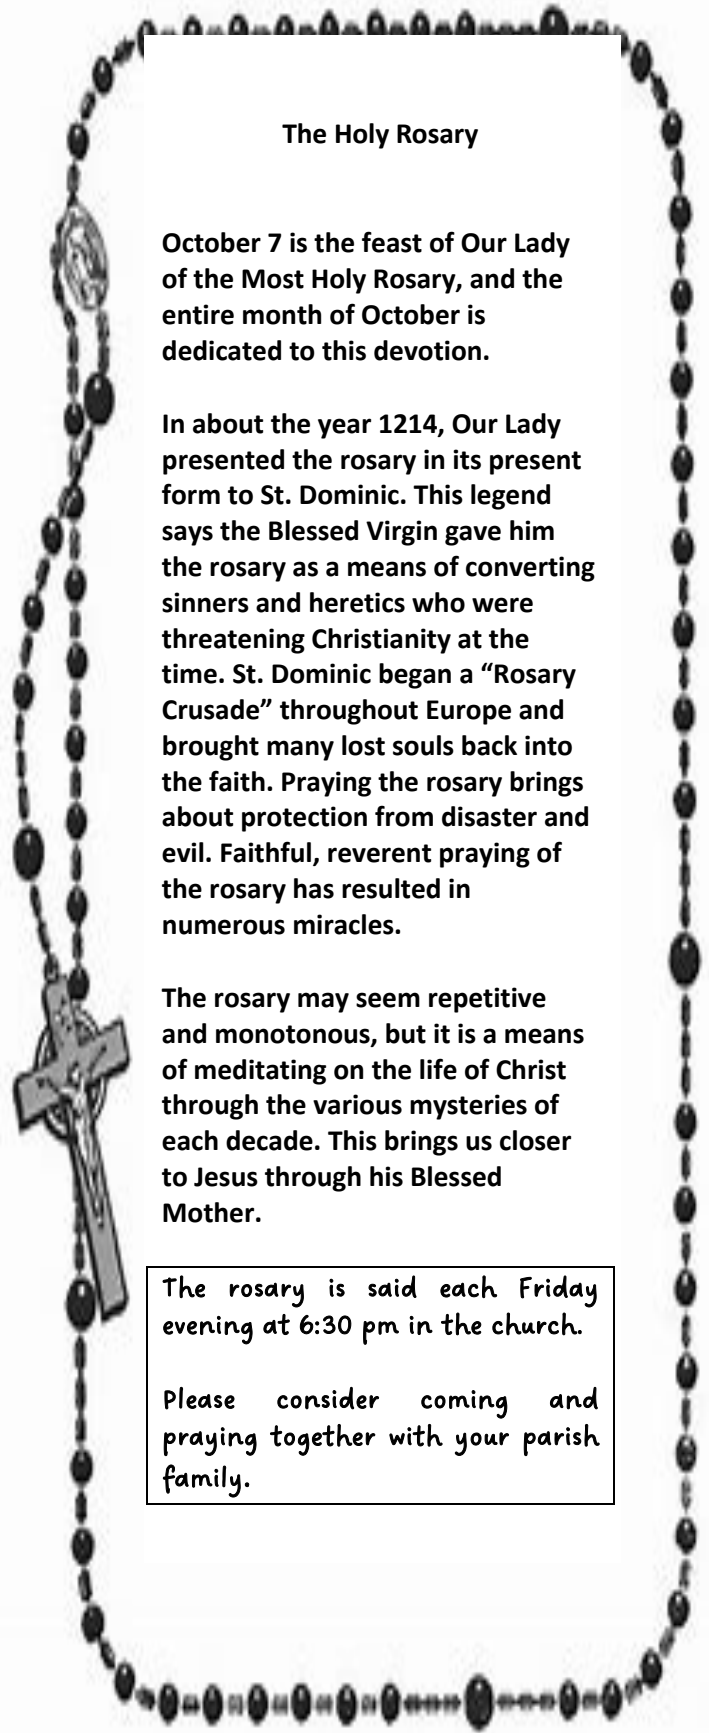 The Holy Rosary
October 7 is the feast of Our Lady
of the Most Holy Rosary, and the
entire month of October is
dedicated to this devotion.
In about the year 1214, Our Lady
presented the rosary in its present
form to St. Dominic. This legend
says the Blessed Virgin gave him
the rosary as a means of converting
sinners and heretics who were
threatening Christianity at the
time. St. Dominic began a “Rosary
Crusade” throughout Europe and
brought many lost souls back into
the faith. Praying the rosary brings
about protection from disaster and
evil. Faithful, reverent praying of
the rosary has resulted in
numerous miracles.
The rosary may seem repetitive
and monotonous, but it is a means
of meditating on the life of Christ
through the various mysteries of
each decade. This brings us closer
to Jesus through his Blessed
Mother.
The rosary is said each Friday
evening at 6:30 pm in the church.
Please consider coming and
praying together with your parish
family.